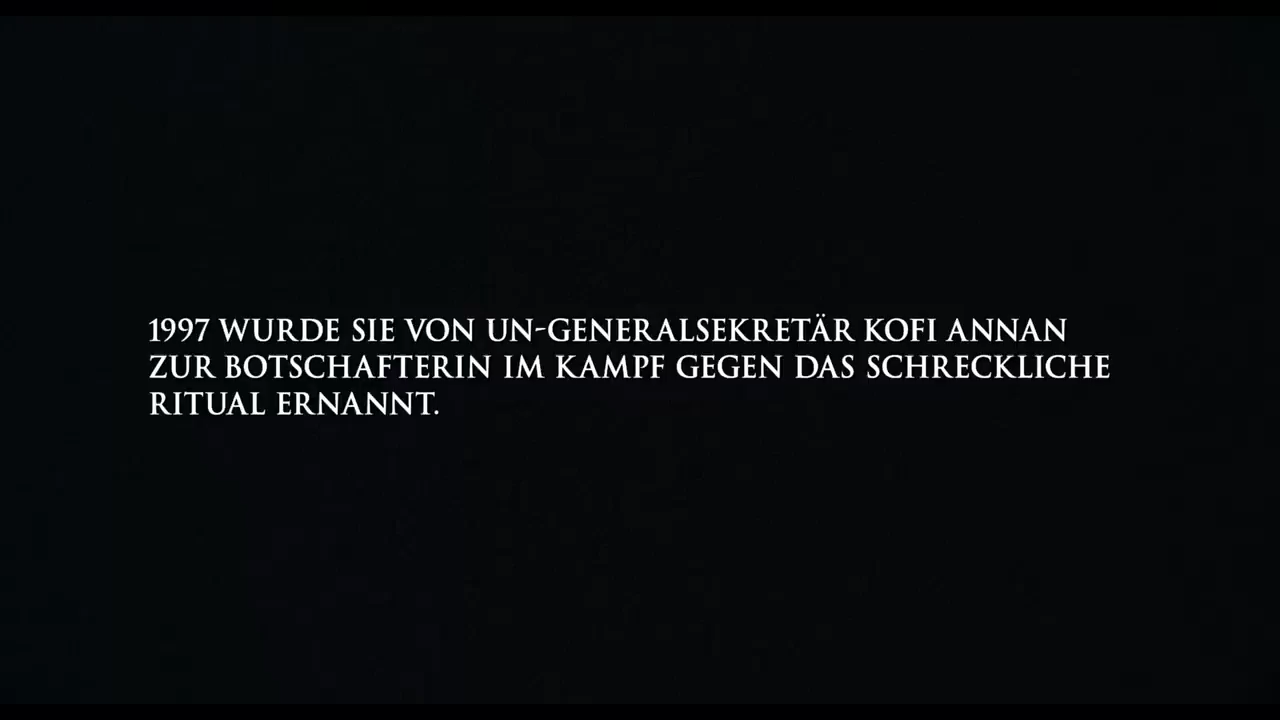 1997 WURDE SIE VON UN-GENERALSEKRETÄR KOFI ANNAN
ZUR BOTSCHAFTERIN IM KAMPF GEGEN DAS SCHRECKLICHE
RITUAL ERNANNT.